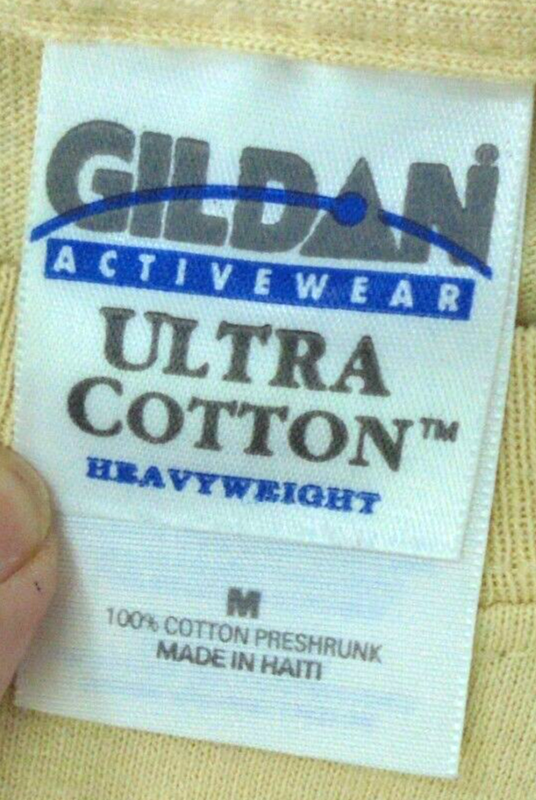 GILDAN®
ACTIVEWEAR
ULTRA
COTTON™
HEAVYWEIGHT
M
100% COTTON PRESHRUNK
MADE IN HAITI